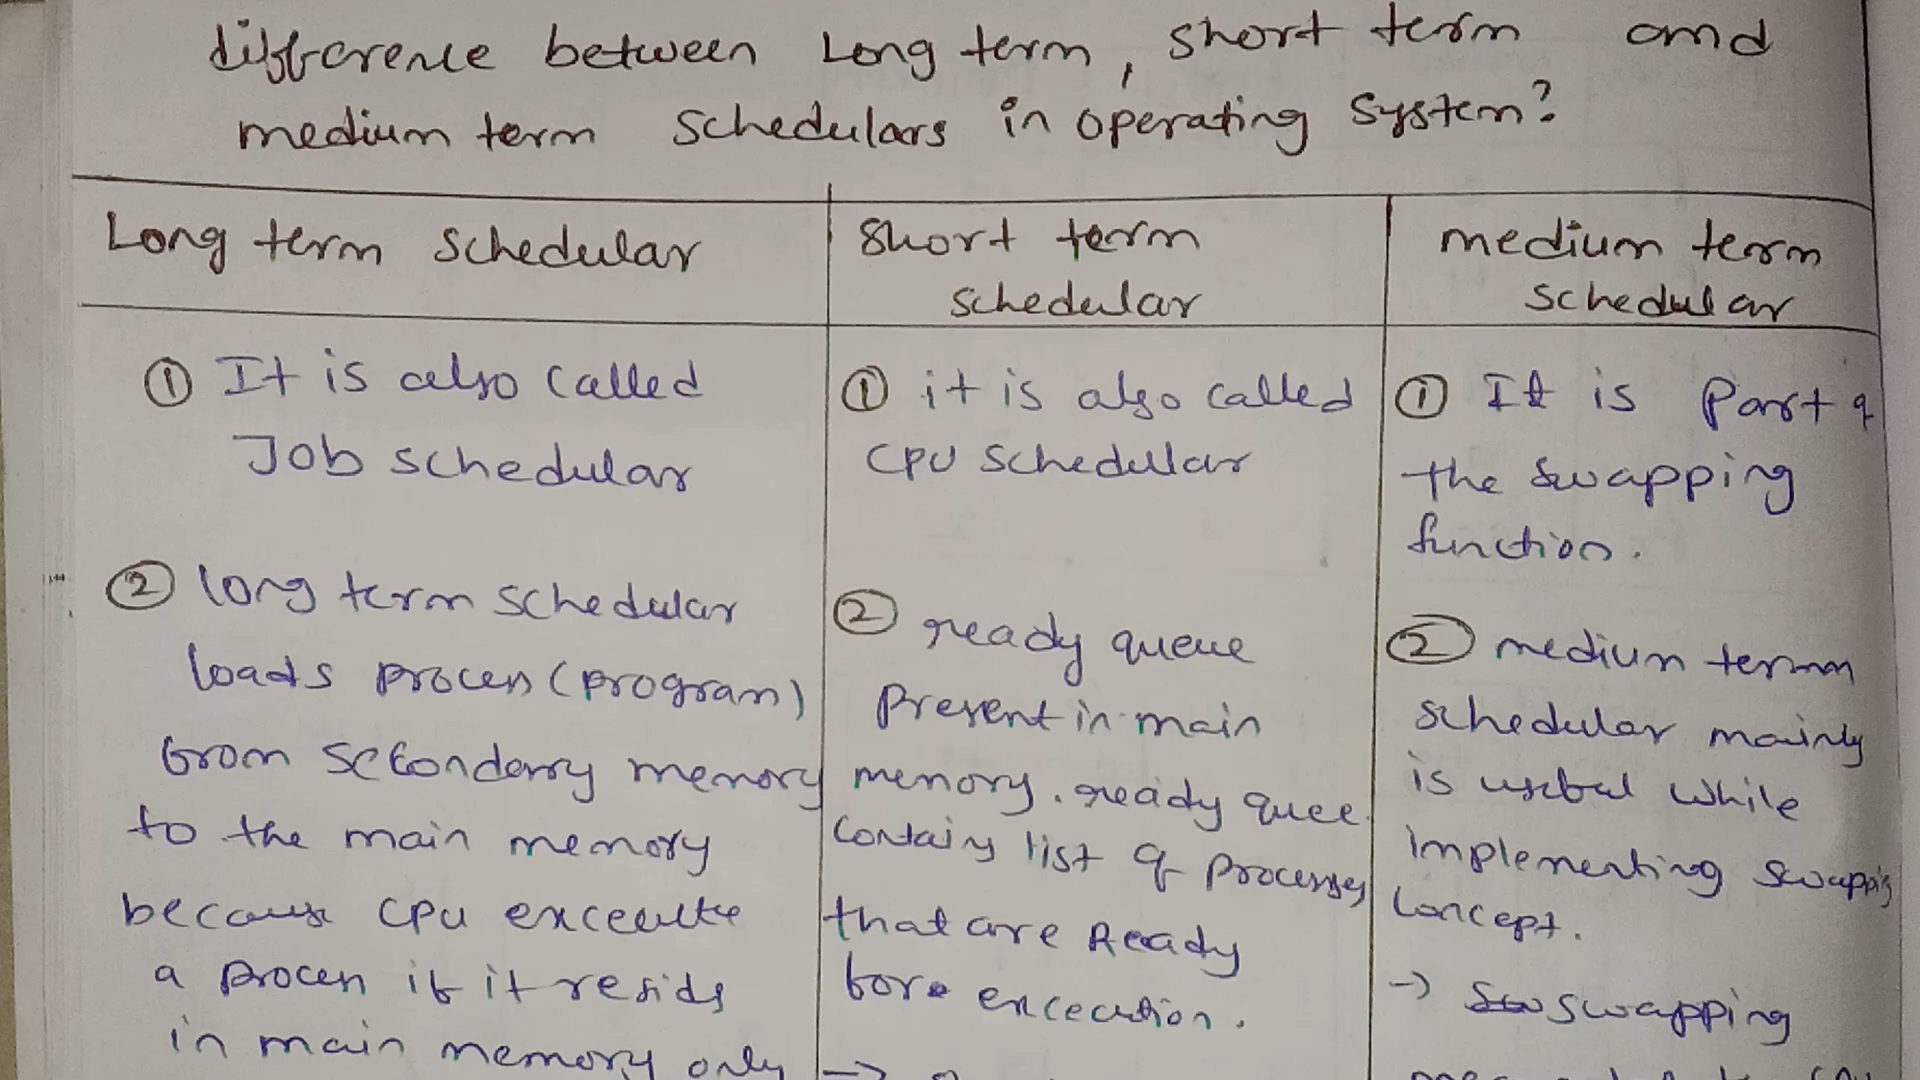 difference between Long term, short term and
medium term schedulars in operating system?
Long term schedular
① It is also called
Job schedular
② long term schedular
loads process (program)
from secondary memory
to the main memory
because cpu excecute
a process if it resids
in main memory only
short term
schedular
① it is also called
CPU schedular
② ready queue
present in main
memory. ready quee
contains list of processes
that are Ready
for excecution.
->
medium term
schedular
① It is part of
the swapping
function.
② medium term
schedular mainly
is useful while
implementing swapping
concept.
-> swapping